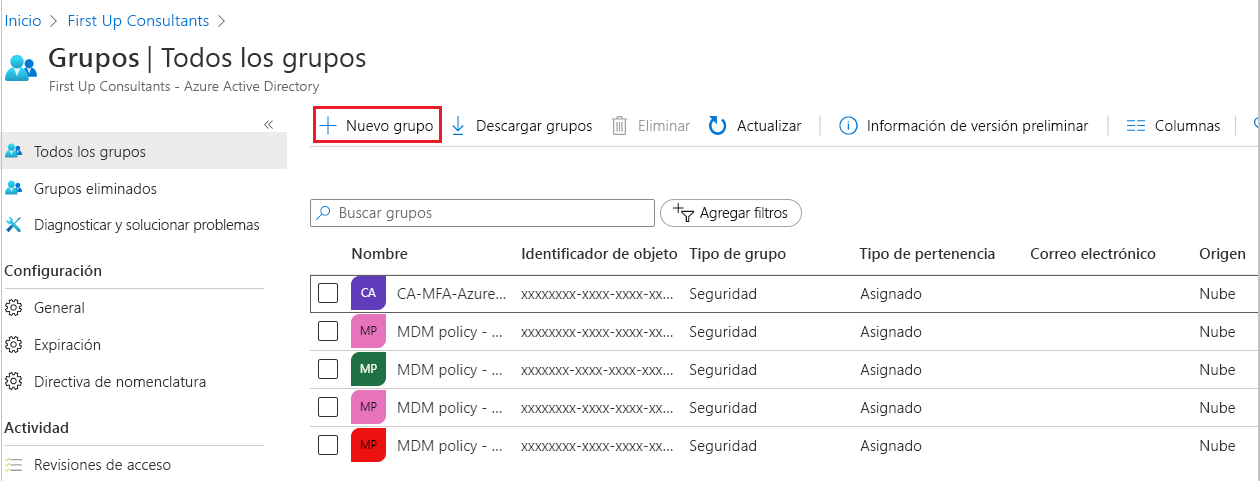 Inicio > First Up Consultants >
Grupos | Todos los grupos
First Up Consultants - Azure Active Directory
«
Nuevo grupo Descargar grupos Eliminar Actualizar Información de versión preliminar Columnas
Todos los grupos
Grupos eliminados
Diagnosticar y solucionar problemas
Configuración
General
Expiración
Directiva de nomenclatura
Actividad
Revisiones de acceso
Buscar grupos Agregar filtros
Nombre Identificador de objeto Tipo de grupo Tipo de pertenencia Correo electrónico Origen
CA CA-MFA-Azure... xxxxxxxx-xxxx-xxxx-xx... Seguridad Asignado Nube
MP MDM policy - ... xxxxxxxx-xxxx-xxxx-xx... Seguridad Asignado Nube
MP MDM policy - ... xxxxxxx-xxxx-xxxx-xxx... Seguridad Asignado Nube
MP MDM policy - ... xxxxxxxx-xxxx-xxxx-xx... Seguridad Asignado Nube
MP MDM policy - ... xxxxxxxx-xxxx-xxxx-xx... Seguridad Asignado Nube